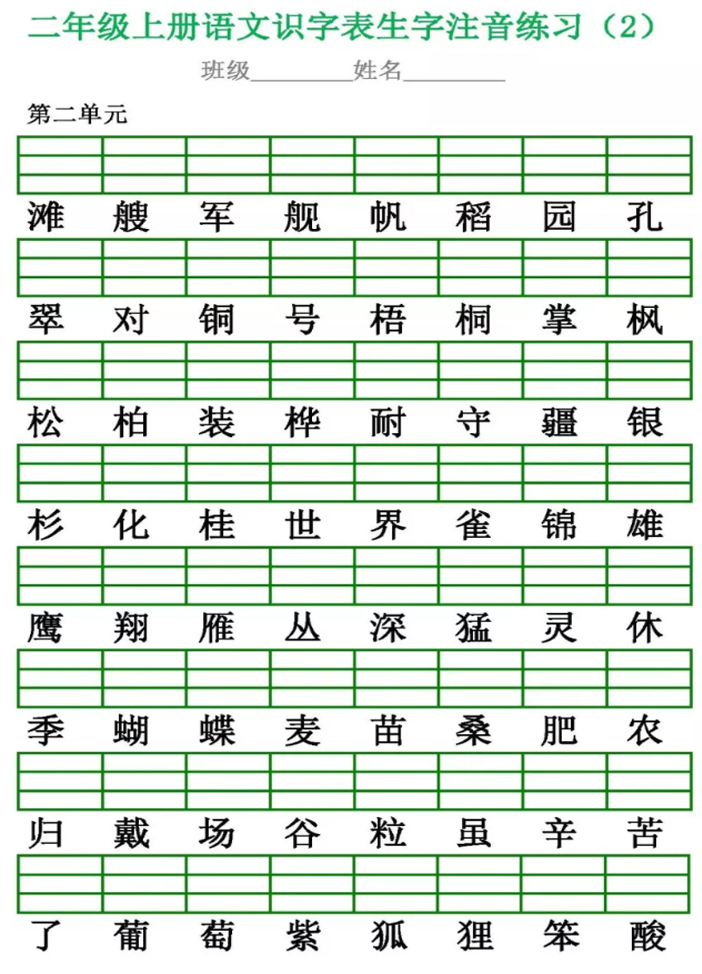 二年级上册语文识字表生字注音练习（2）
班级________姓名________
第二单元
滩 艘 军 舰 帆 稻 园 孔
翠 对 铜 号 梧 桐 掌 枫
松 柏 装 桦 耐 守 疆 银
杉 化 桂 世 界 雀 锦 雄
鹰 翔 雁 丛 深 猛 灵 休
季 蝴 蝶 麦 苗 桑 肥 农
归 戴 场 谷 粒 虽 辛 苦
了 葡 萄 紫 狐 狸 笨 酸